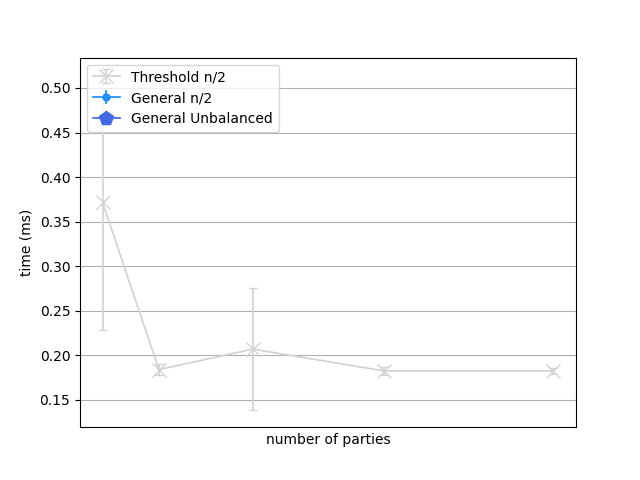 Threshold n/2
General n/2
General Unbalanced
0.50
0.45
0.40
0.35
0.30
0.25
0.20
0.15
time (ms)
number of parties